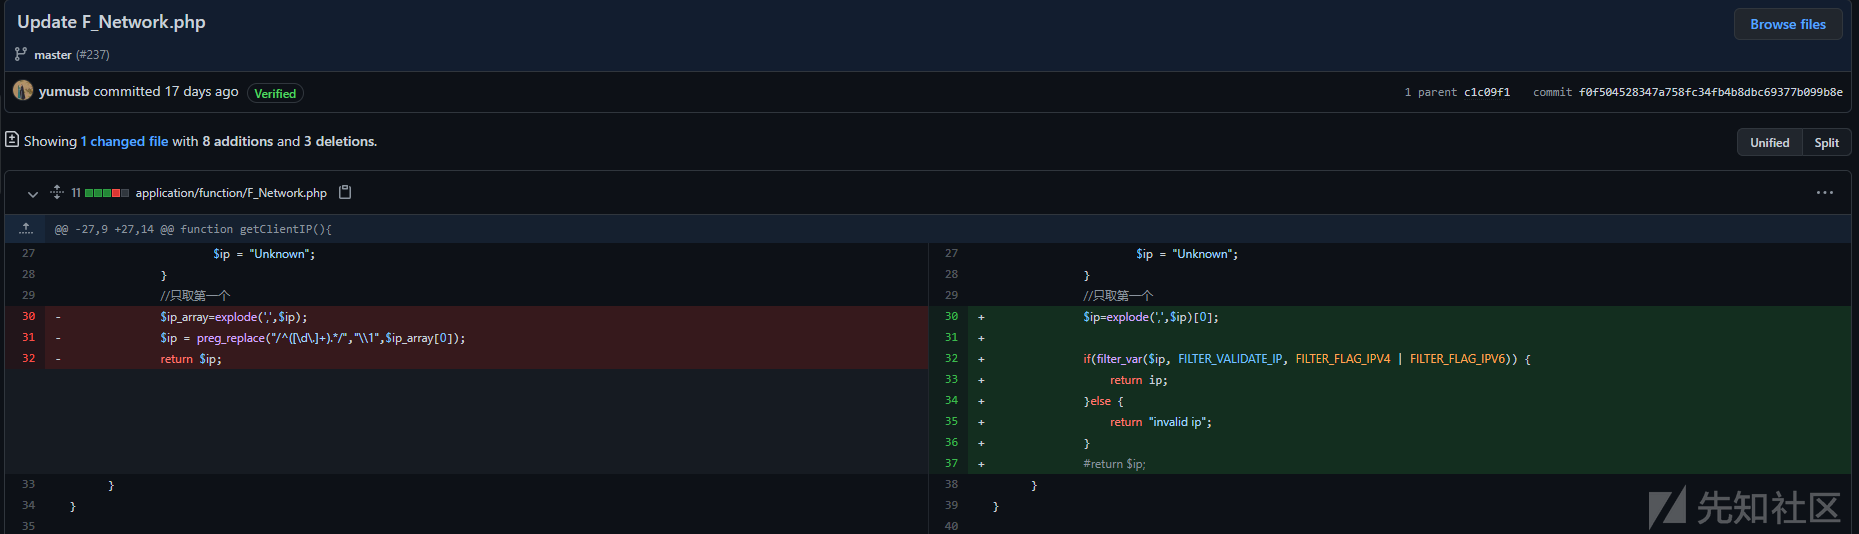 Update F_Network.php
Browse files
master (#237)
yumusb committed 17 days ago Verified
1 parent c1c09f1 commit f0f504528347a758fc34fb4b8dbc69377b099b8e
Showing 1 changed file with 8 additions and 3 deletions.
Unified Split
11 application/function/F_Network.php
@@ -27,9 +27,14 @@ function getClientIP(){
27 $ip = "Unknown"; 27 $ip = "Unknown";
28 } 28 }
29 //只取第一个 29 //只取第一个
30 - $ip_array=explode(',',$ip); 30 + $ip=explode(',',$ip)[0];
31 - $ip = preg_replace("/^([\d\.]+).*/","\\1",$ip_array[0]); 31 +
32 - return $ip; 32 + if(filter_var($ip, FILTER_VALIDATE_IP, FILTER_FLAG_IPV4 | FILTER_FLAG_IPV6)) {
33 + return ip;
34 + }else {
35 + return "invalid ip";
36 + }
37 + #return $ip;
33 } 38 }
34 } 39 }
35 40
先知社区